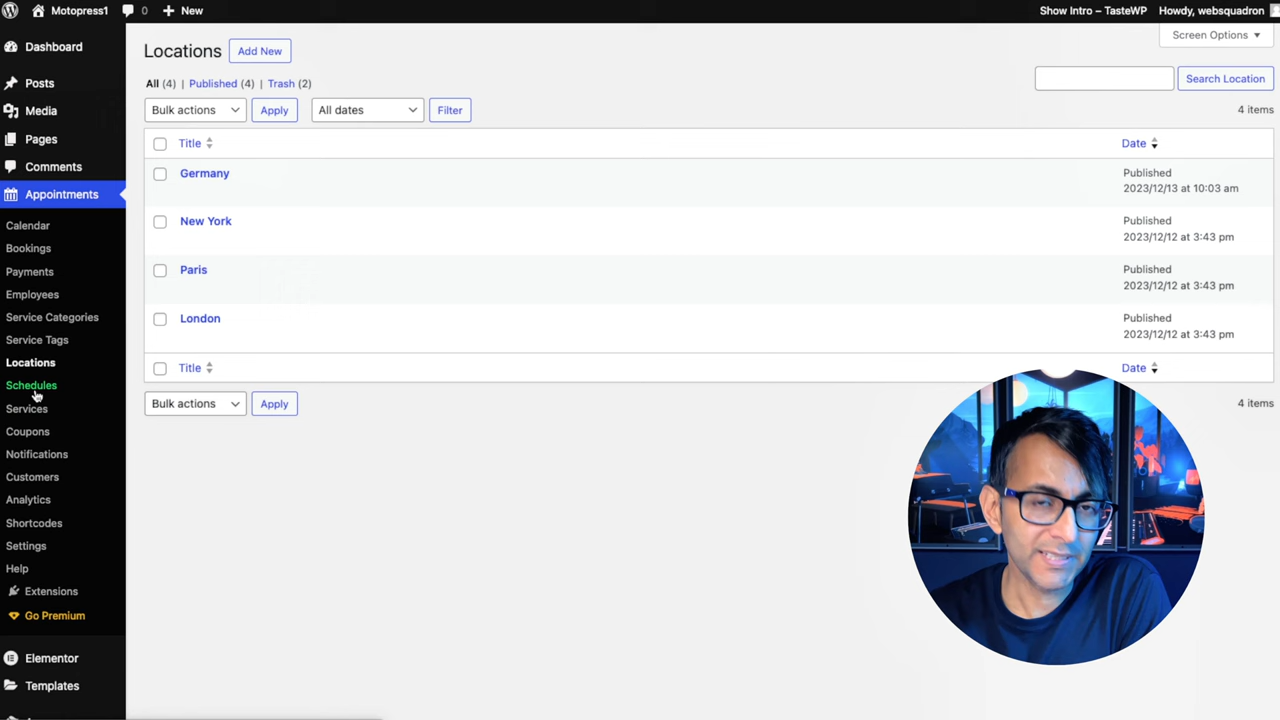 Motopress1 0 New Show Intro – TasteWP Howdy, websquadron
Screen Options
Dashboard
Posts
Media
Pages
Comments
Appointments
Calendar
Bookings
Payments
Employees
Service Categories
Service Tags
Locations
Schedules
Services
Coupons
Notifications
Customers
Analytics
Shortcodes
Settings
Help
Extensions
Go Premium
Elementor
Templates
Locations Add New
All (4) | Published (4) | Trash (2)
Search Location
Bulk actions Apply All dates Filter 4 items
Title Date
Germany Published
2023/12/13 at 10:03 am
New York Published
2023/12/12 at 3:43 pm
Paris Published
2023/12/12 at 3:43 pm
London Published
2023/12/12 at 3:43 pm
Title Date
Bulk actions Apply 4 items